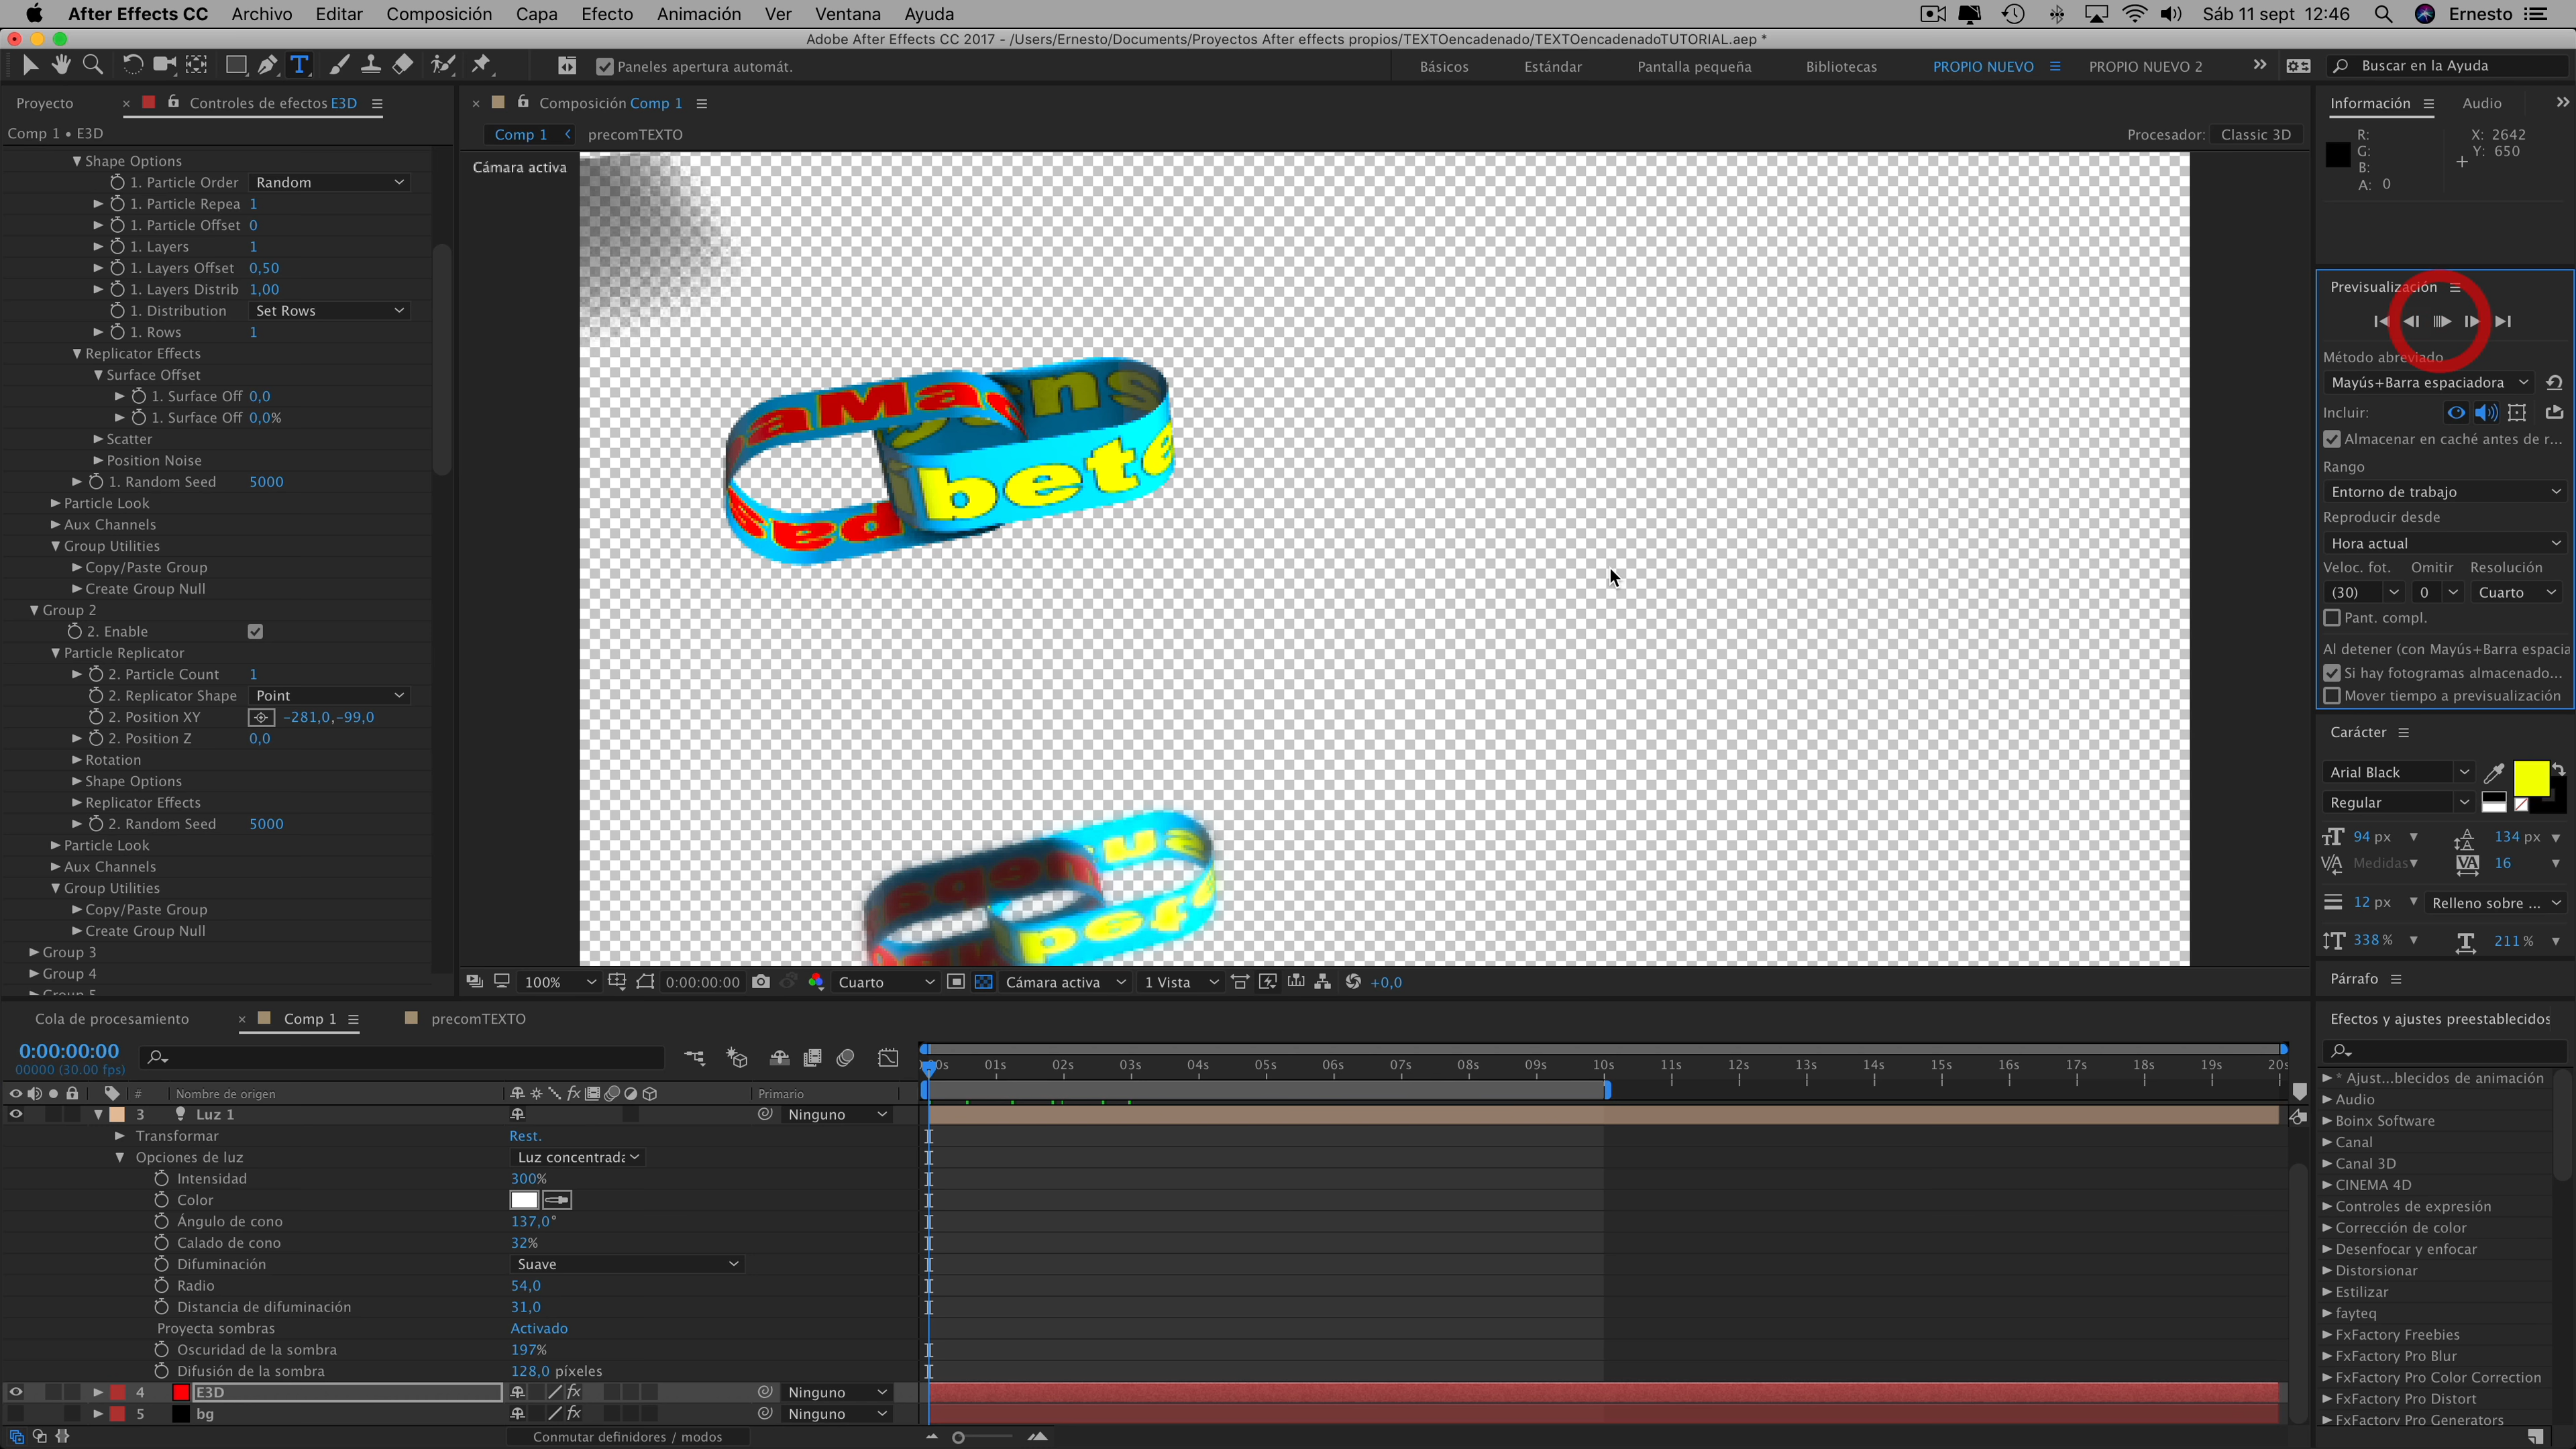 After Effects CC Archivo Editar Composición Capa Efecto Animación Ver Ventana Ayuda Sáb 11 sept 12:46 Ernesto
Adobe After Effects CC 2017 - /Users/Ernesto/Documents/Proyectos After effects propios/TEXTOencadenado/TEXTOencadenadoTUTORIAL.aep *
Paneles apertura automát. Básicos Estándar Pantalla pequeña Bibliotecas PROPIO NUEVO PROPIO NUEVO 2 Buscar en la Ayuda
Proyecto Controles de efectos E3D
Comp 1 • E3D
Shape Options
1. Particle Order Random
1. Particle Repea 1
1. Particle Offset 0
1. Layers 1
1. Layers Offset 0,50
1. Layers Distrib 1,00
1. Distribution Set Rows
1. Rows 1
Replicator Effects
Surface Offset
1. Surface Off 0,0
1. Surface Off 0,0%
Scatter
Position Noise
1. Random Seed 5000
Particle Look
Aux Channels
Group Utilities
Copy/Paste Group
Create Group Null
Group 2
2. Enable
Particle Replicator
2. Particle Count 1
2. Replicator Shape Point
2. Position XY -281,0,-99,0
2. Position Z 0,0
Rotation
Shape Options
Replicator Effects
2. Random Seed 5000
Particle Look
Aux Channels
Group Utilities
Copy/Paste Group
Create Group Null
Group 3
Group 4
Group 5
Composición Comp 1
Comp 1 precomTEXTO Procesador: Classic 3D
Cámara activa
aMa
ns
bete
sed
us
per
100% 0:00:00:00 Cuarto Cámara activa 1 Vista +0,0
Información Audio
R: X: 2642
G: Y: 650
B:
A: 0
Previsualización
Método abreviado
Mayús+Barra espaciadora
Incluir:
Almacenar en caché antes de r...
Rango
Entorno de trabajo
Reproducir desde
Hora actual
Veloc. fot. Omitir Resolución
(30) 0 Cuarto
Pant. compl.
Al detener (con Mayús+Barra espacia
Si hay fotogramas almacenado...
Mover tiempo a previsualización
Carácter
Arial Black
Regular
94 px 134 px
Medidas 16
12 px Relleno sobre ...
338 % 211 %
Párrafo
Efectos y ajustes preestablecidos
* Ajust...blecidos de animación
Audio
Boinx Software
Canal
Canal 3D
CINEMA 4D
Controles de expresión
Corrección de color
Desenfocar y enfocar
Distorsionar
Estilizar
fayteq
FxFactory Freebies
FxFactory Pro Blur
FxFactory Pro Color Correction
FxFactory Pro Distort
FxFactory Pro Generators
Cola de procesamiento Comp 1 precomTEXTO
0:00:00:00
00000 (30.00 fps)
00s 01s 02s 03s 04s 05s 06s 07s 08s 09s 10s 11s 12s 13s 14s 15s 16s 17s 18s 19s 20s
# Nombre de origen Primario
3 Luz 1 Ninguno
Transformar Rest.
Opciones de luz Luz concentrada
Intensidad 300%
Color
Ángulo de cono 137,0°
Calado de cono 32%
Difuminación Suave
Radio 54,0
Distancia de difuminación 31,0
Proyecta sombras Activado
Oscuridad de la sombra 197%
Difusión de la sombra 128,0 píxeles
4 E3D Ninguno
5 bg Ninguno
Conmutar definidores / modos